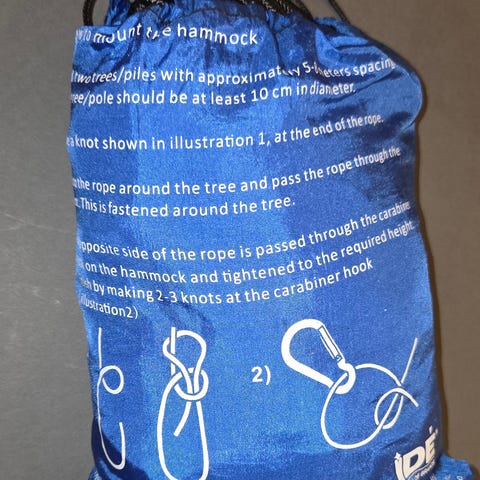 to mount the hammock
two trees/piles with approximately 5- meters spacing
tree/pole should be at least 10 cm in diameter.
a knot shown in illustration 1, at the end of the rope.
the rope around the tree and pass the rope through the
This is fastened around the tree.
opposite side of the rope is passed through the carabine
on the hammock and tightened to the required height.
by making 2-3 knots at the carabiner hook
illustration2)
2)